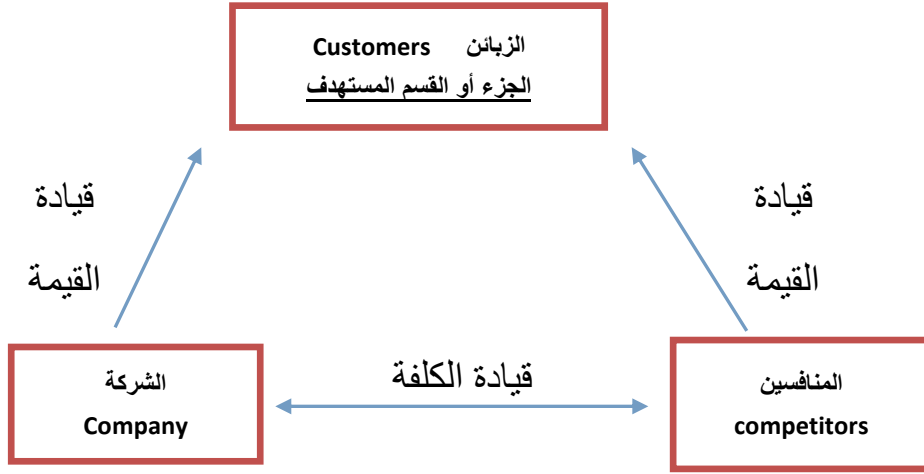 الزبائن Customers
الجزء أو القسم المستهدف
قيادة
القيمة
قيادة
القيمة
المنافسين
competitors
قيادة الكلفة
الشركة
Company